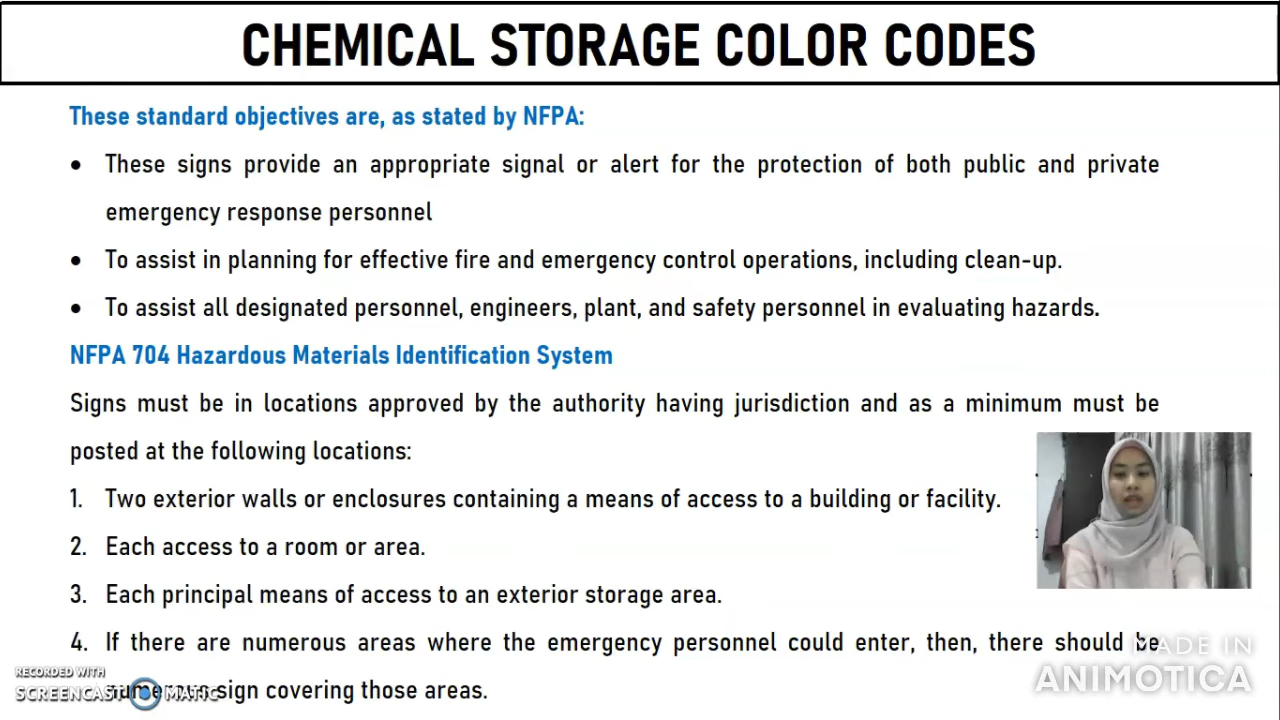 CHEMICAL STORAGE COLOR CODES
These standard objectives are, as stated by NFPA:
• These signs provide an appropriate signal or alert for the protection of both public and private
emergency response personnel
• To assist in planning for effective fire and emergency control operations, including clean-up.
• To assist all designated personnel, engineers, plant, and safety personnel in evaluating hazards.
NFPA 704 Hazardous Materials Identification System
Signs must be in locations approved by the authority having jurisdiction and as a minimum must be
posted at the following locations:
1. Two exterior walls or enclosures containing a means of access to a building or facility.
2. Each access to a room or area.
3. Each principal means of access to an exterior storage area.
4. If there are numerous areas where the emergency personnel could enter, then, there should be
numerous sign covering those areas.
RECORDED WITH
SCREENCAST MATIC
MADE IN
ANIMOTICA